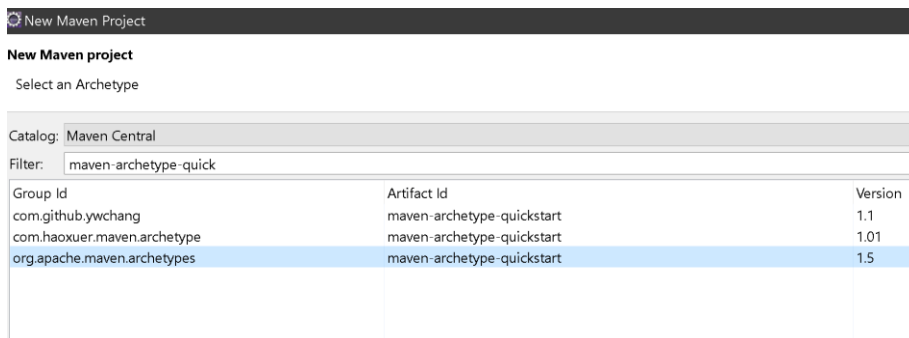 New Maven Project
New Maven project
Select an Archetype
Catalog: Maven Central
Filter: maven-archetype-quick
Group Id Artifact Id Version
com.github.ywchang maven-archetype-quickstart 1.1
com.haoxuer.maven.archetype maven-archetype-quickstart 1.01
org.apache.maven.archetypes maven-archetype-quickstart 1.5